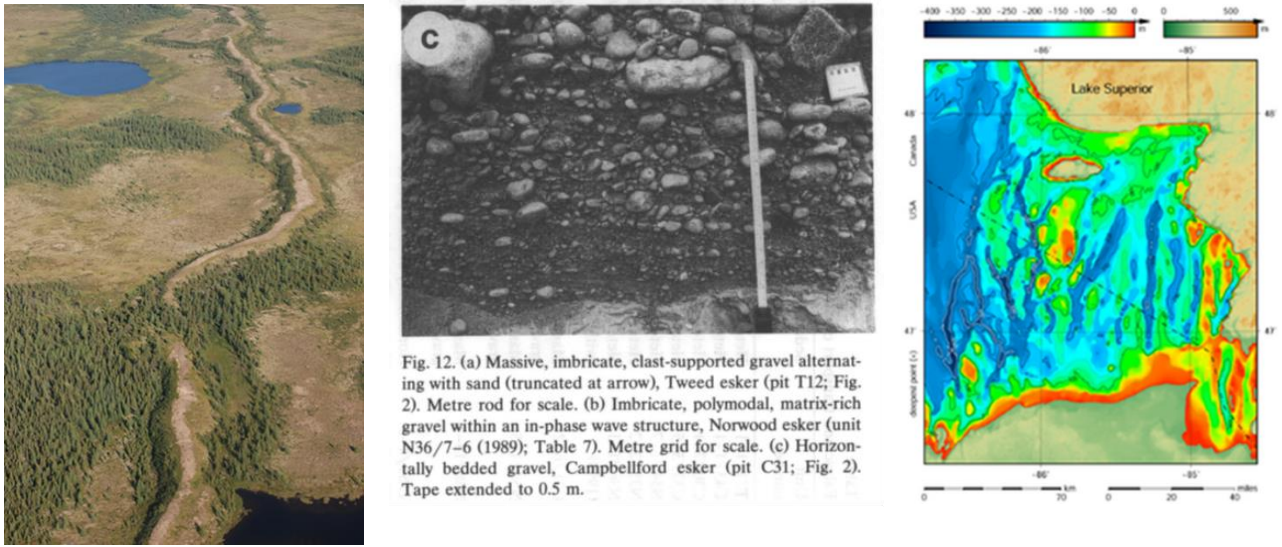 c
Fig. 12. (a) Massive, imbricate, clast-supported gravel alternat-
ing with sand (truncated at arrow), Tweed esker (pit T12; Fig.
2). Metre rod for scale. (b) Imbricate, polymodal, matrix-rich
gravel within an in-phase wave structure, Norwood esker (unit
N36/7–6 (1989); Table 7). Metre grid for scale. (c) Horizon-
tally bedded gravel, Campbellford esker (pit C31; Fig. 2).
Tape extended to 0.5 m.
-400 -350 -300 -250 -200 -150 -100 -50 0
m
0 500
m
-86° -85°
Lake Superior
48°
48°
Canada
USA
47°
47°
deepest point (x)
-86° -85°
0 70
km
0 20 40
miles